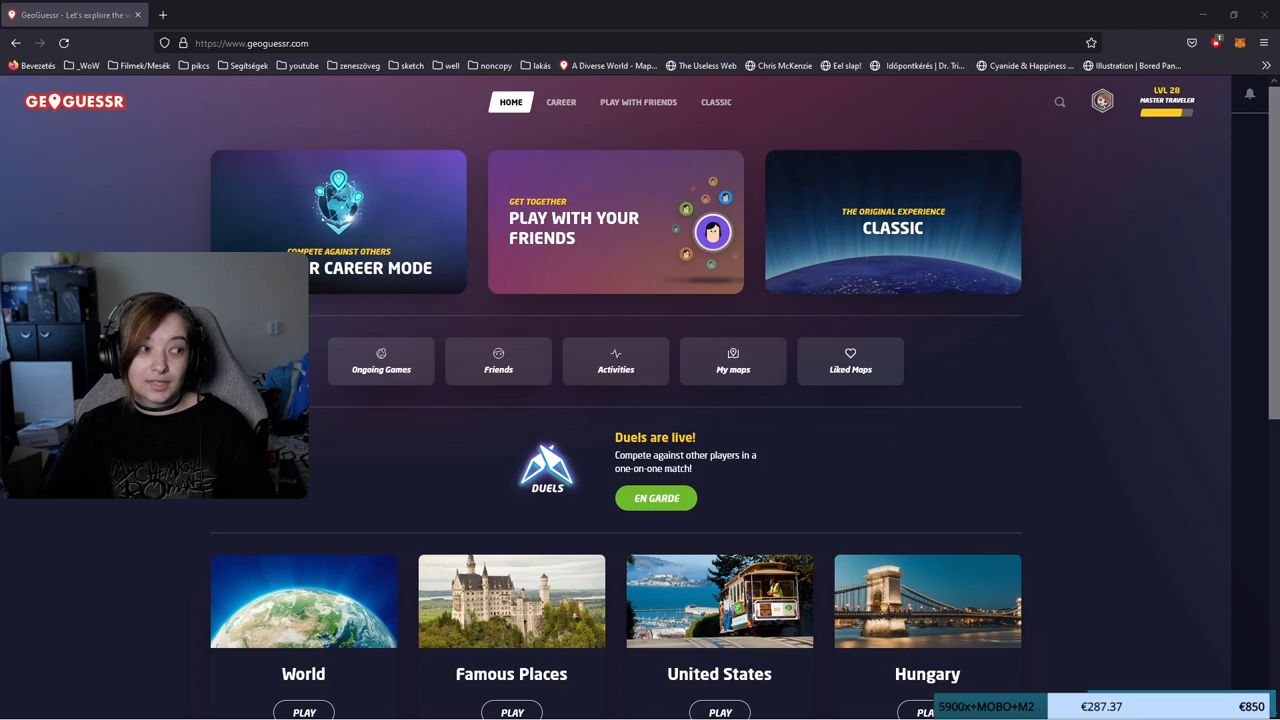 GeoGuessr - Let's explore the w
https://www.geoguessr.com
Bevezetés _WoW Filmek/Mesék pikcs Segítségek youtube zeneszöveg sketch well noncopy lakás A Diverse World - Map... The Useless Web Chris McKenzie Eel slap! Időpontkérés | Dr. Tri... Cyanide & Happiness ... Illustration | Bored Pan...
GEOGUESSR
HOME CAREER PLAY WITH FRIENDS CLASSIC
LVL 28
MASTER TRAVELER
1
COMPETE AGAINST OTHERS
R CAREER MODE
GET TOGETHER
PLAY WITH YOUR
FRIENDS
THE ORIGINAL EXPERIENCE
CLASSIC
Ongoing Games Friends Activities My maps Liked Maps
DUELS
Duels are live!
Compete against other players in a
one-on-one match!
EN GARDE
MY CHEMICAL
ROMANCE
World Famous Places United States Hungary
PLAY PLAY PLAY PL
5900x+MOBO+M2 €287.37 €850